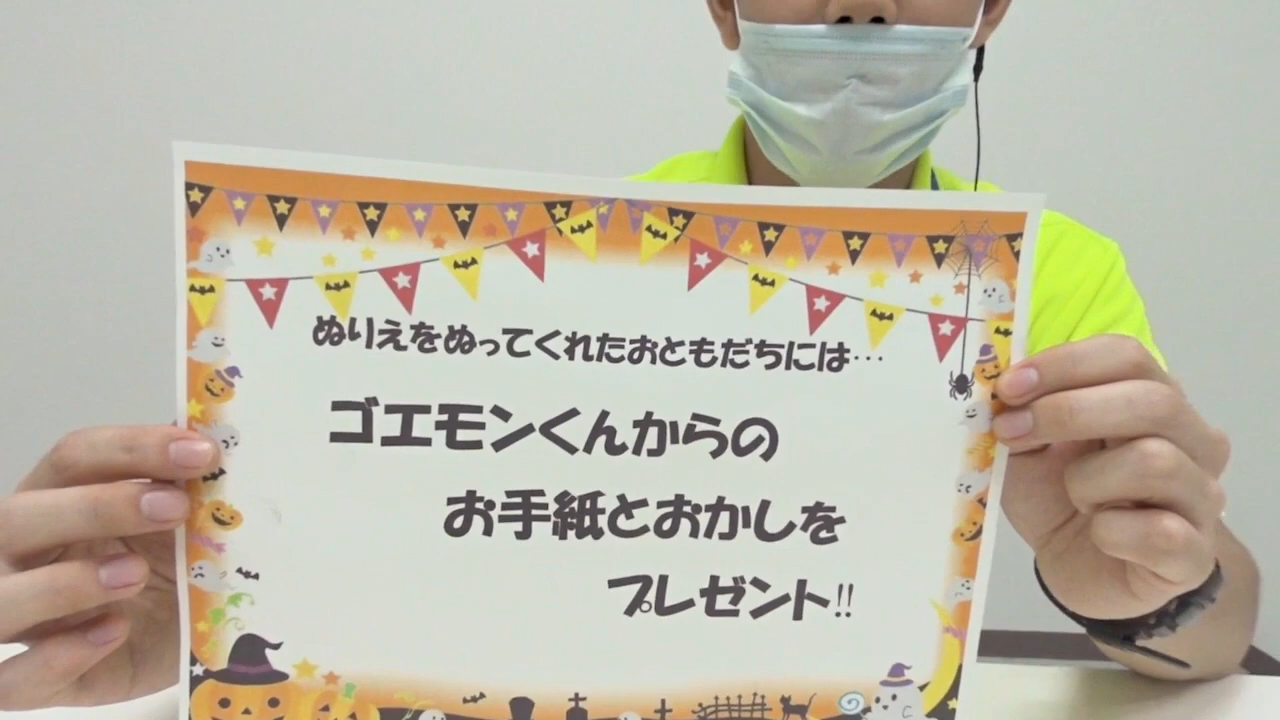 ぬりえをぬってくれたおともだちには…
ゴエモンくんからの
お手紙とおかしを
プレゼント!!